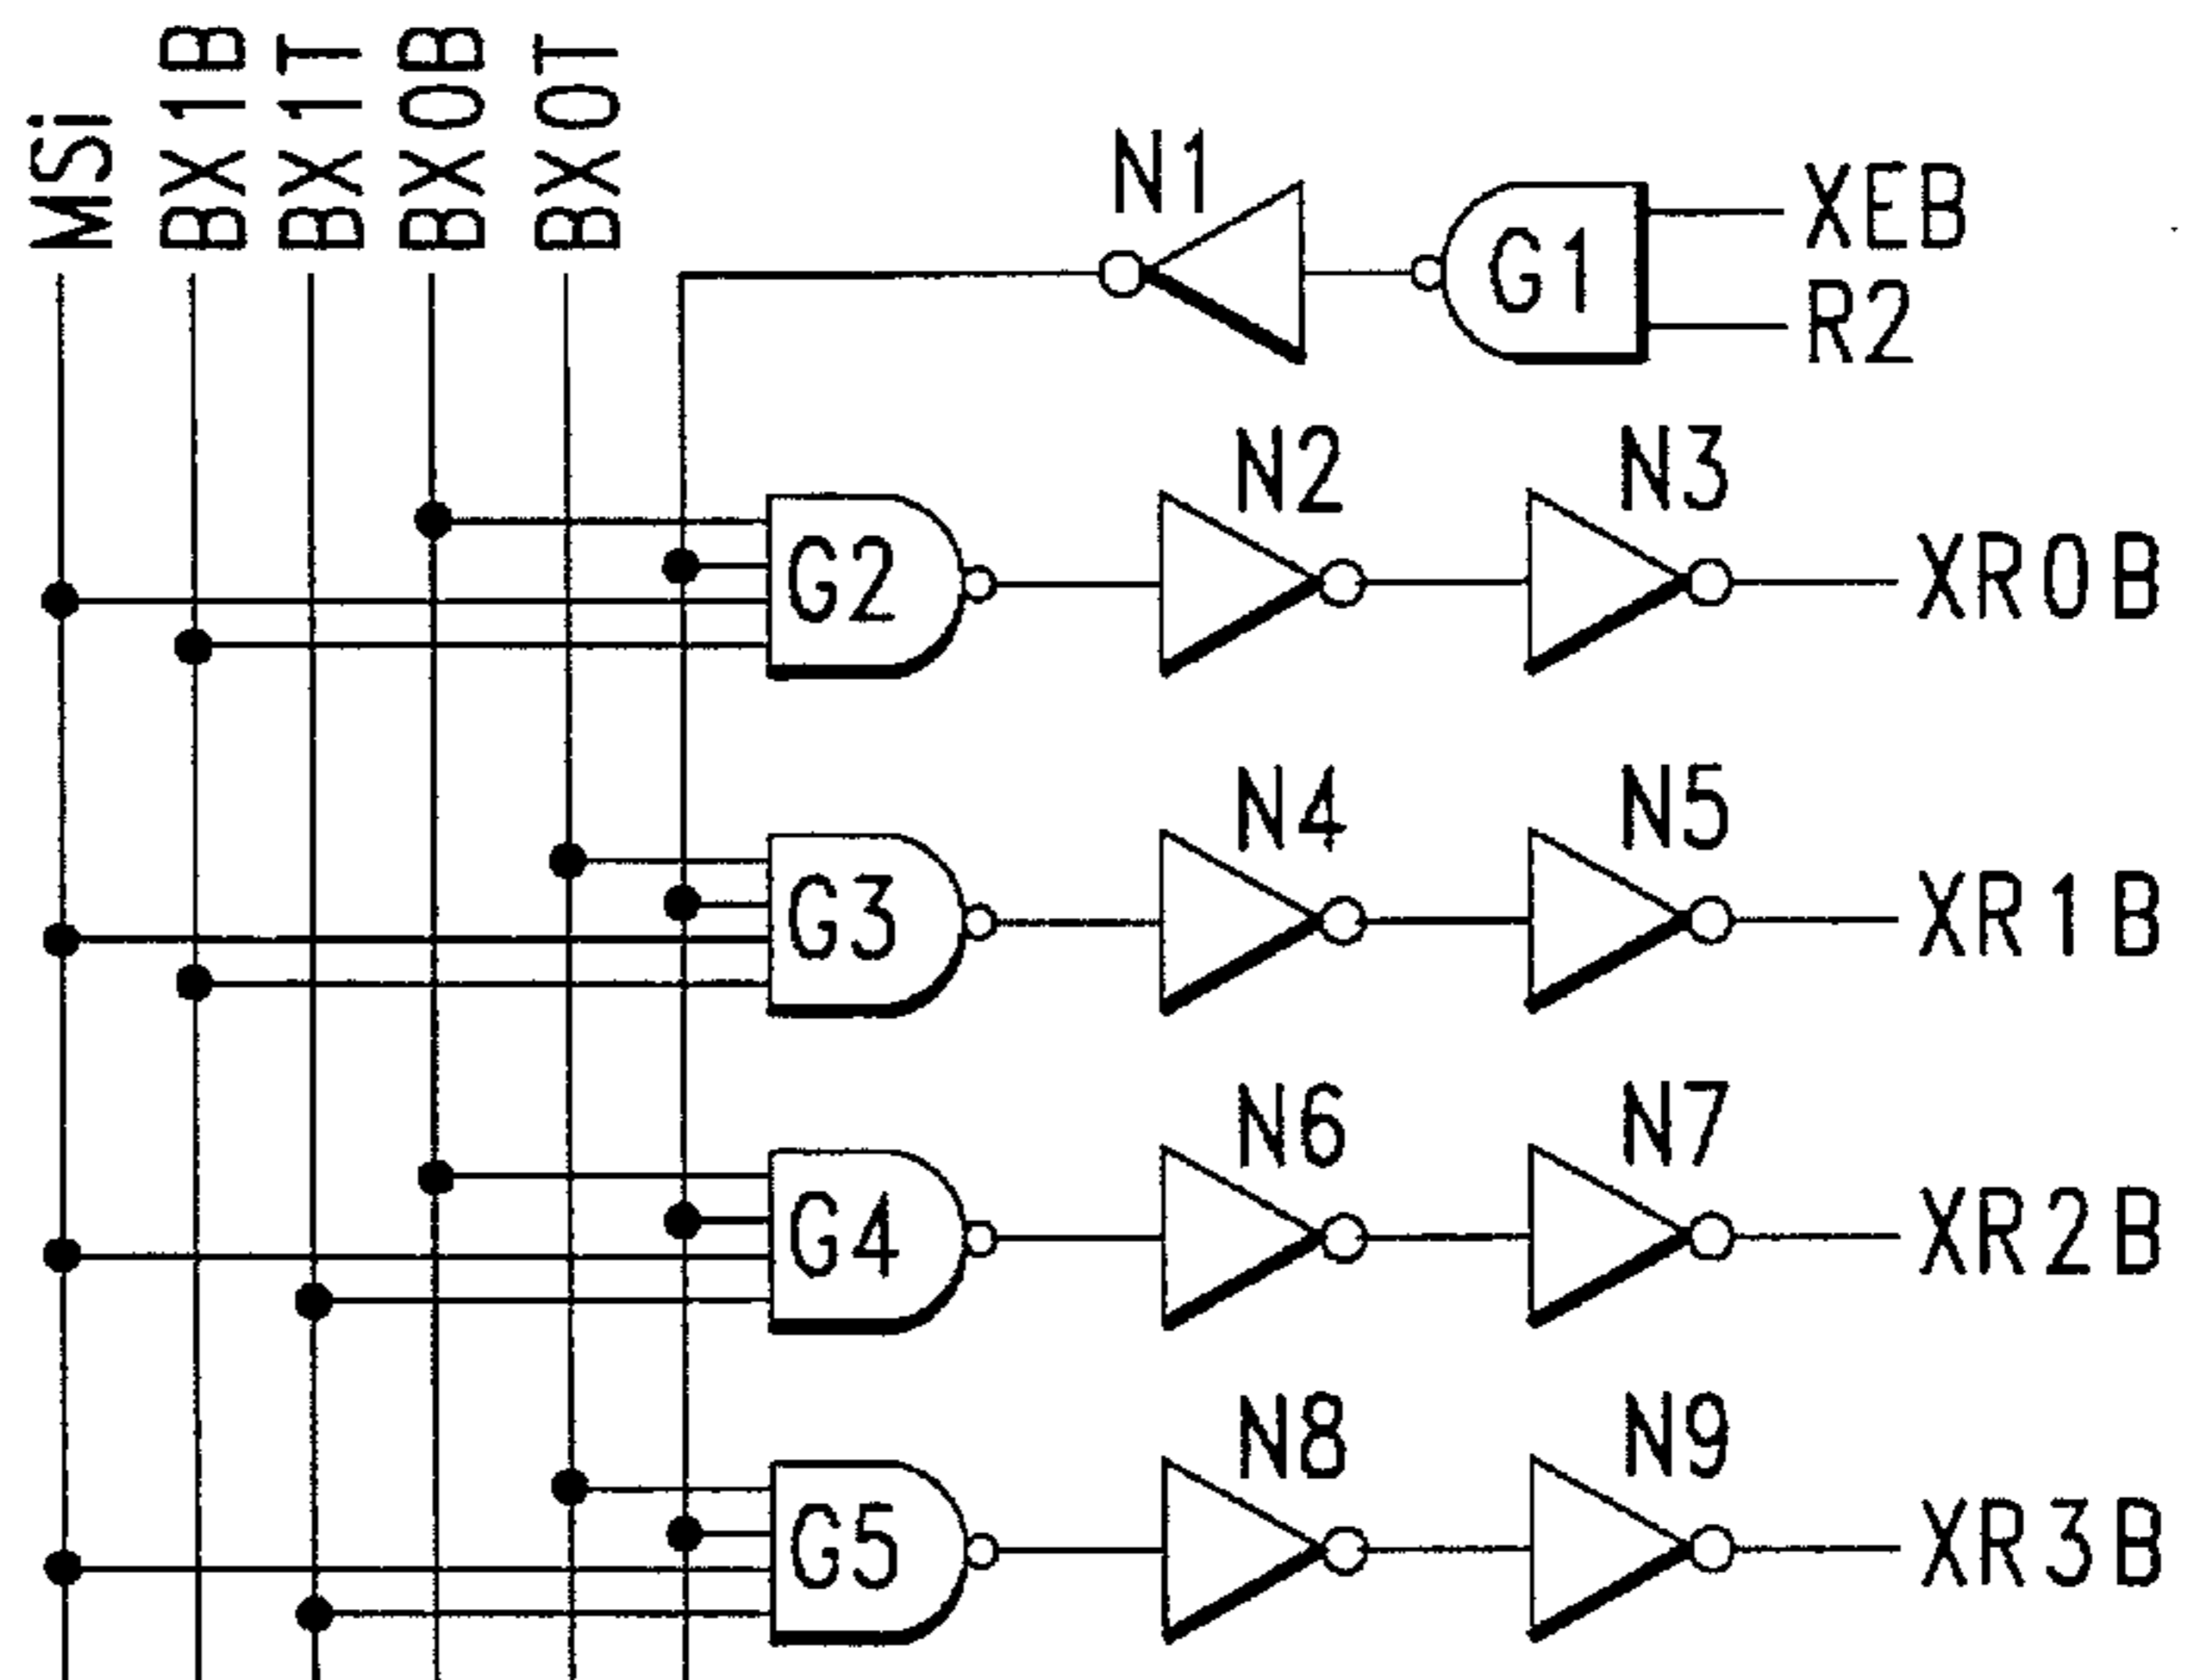 MSi
BX1B
BX1T
BX0B
BX0T
N1
G1
XEB
R2
N2
N3
G2
XR0B
N4
N5
G3
XR1B
N6
N7
G4
XR2B
N8
N9
G5
XR3B